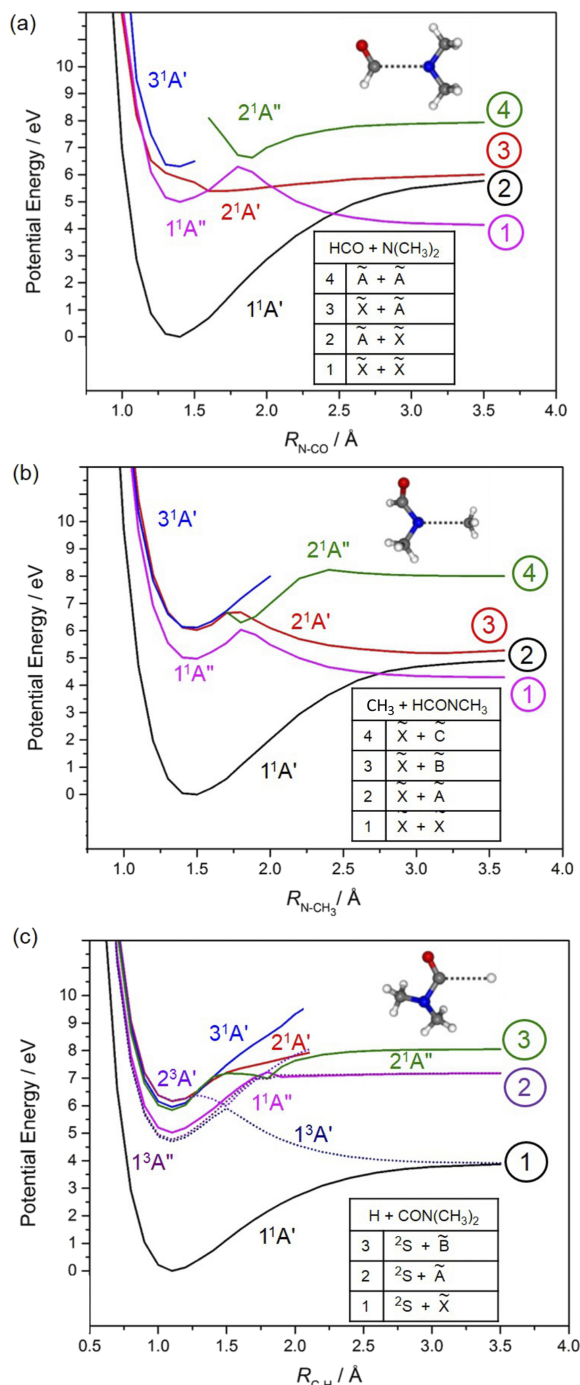 (a)
Potential Energy / eV
10
9
8
7
6
5
4
3
2
1
0
3¹A'
2¹A"
1¹A"
2¹A'
1¹A'
4
3
2
1
HCO + N(CH₃)₂
4 Ã + Ã
3 X̃ + Ã
2 Ã + X̃
1 X̃ + X̃
1.0 1.5 2.0 2.5 3.0 3.5 4.0
R_N-CO / Å
(b)
Potential Energy / eV
10
9
8
7
6
5
4
3
2
1
0
3¹A'
2¹A"
2¹A'
1¹A"
1¹A'
4
3
2
1
CH₃ + HCONCH₃
4 X̃ + C̃
3 X̃ + B̃
2 X̃ + Ã
1 X̃ + X̃
1.0 1.5 2.0 2.5 3.0 3.5 4.0
R_N-CH₃ / Å
(c)
Potential Energy / eV
10
9
8
7
6
5
4
3
2
1
0
3¹A'
2¹A'
2³A'
2¹A"
1¹A"
1³A'
1³A"
1¹A'
3
2
1
H + CON(CH₃)₂
3 ²S + B̃
2 ²S + Ã
1 ²S + X̃
0.5 1.0 1.5 2.0 2.5 3.0 3.5 4.0
R_C-H / Å